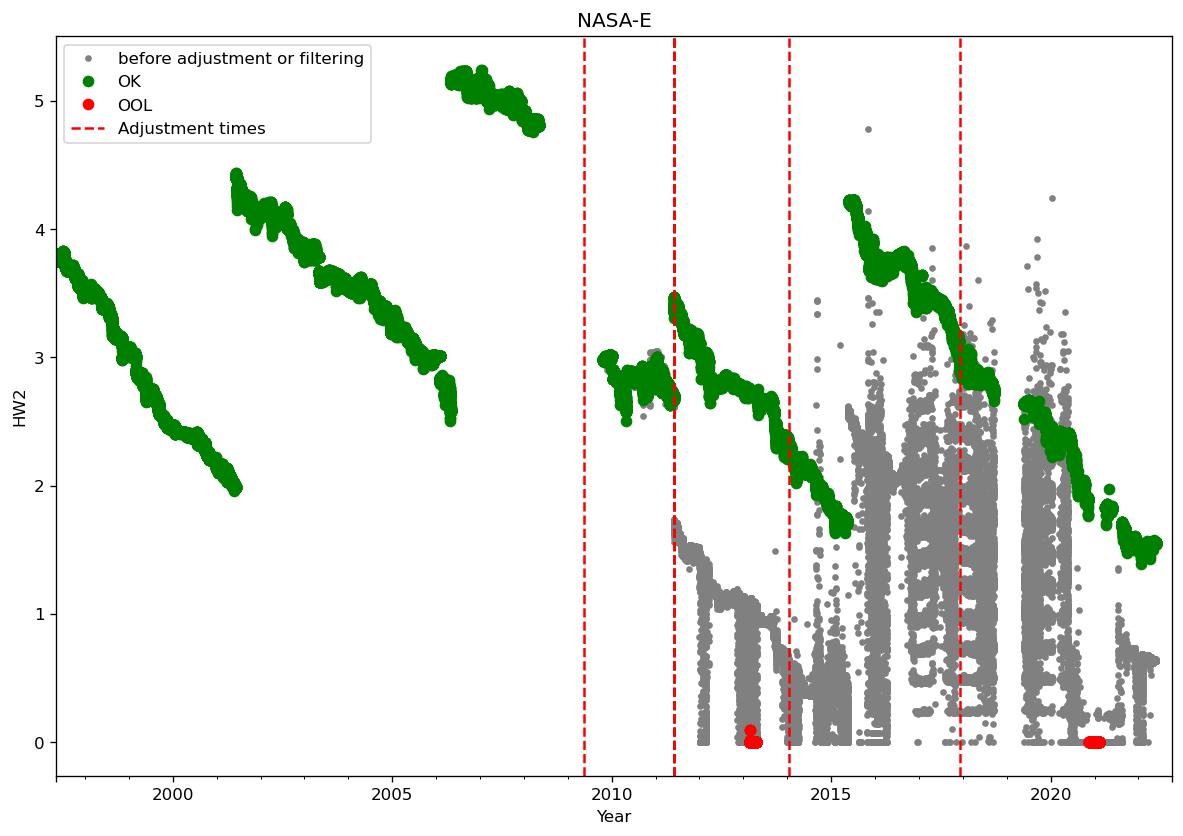 NASA-E
before adjustment or filtering
OK
OOL
Adjustment times
HW2
5
4
3
2
1
0
2000
2005
2010
2015
2020
Year